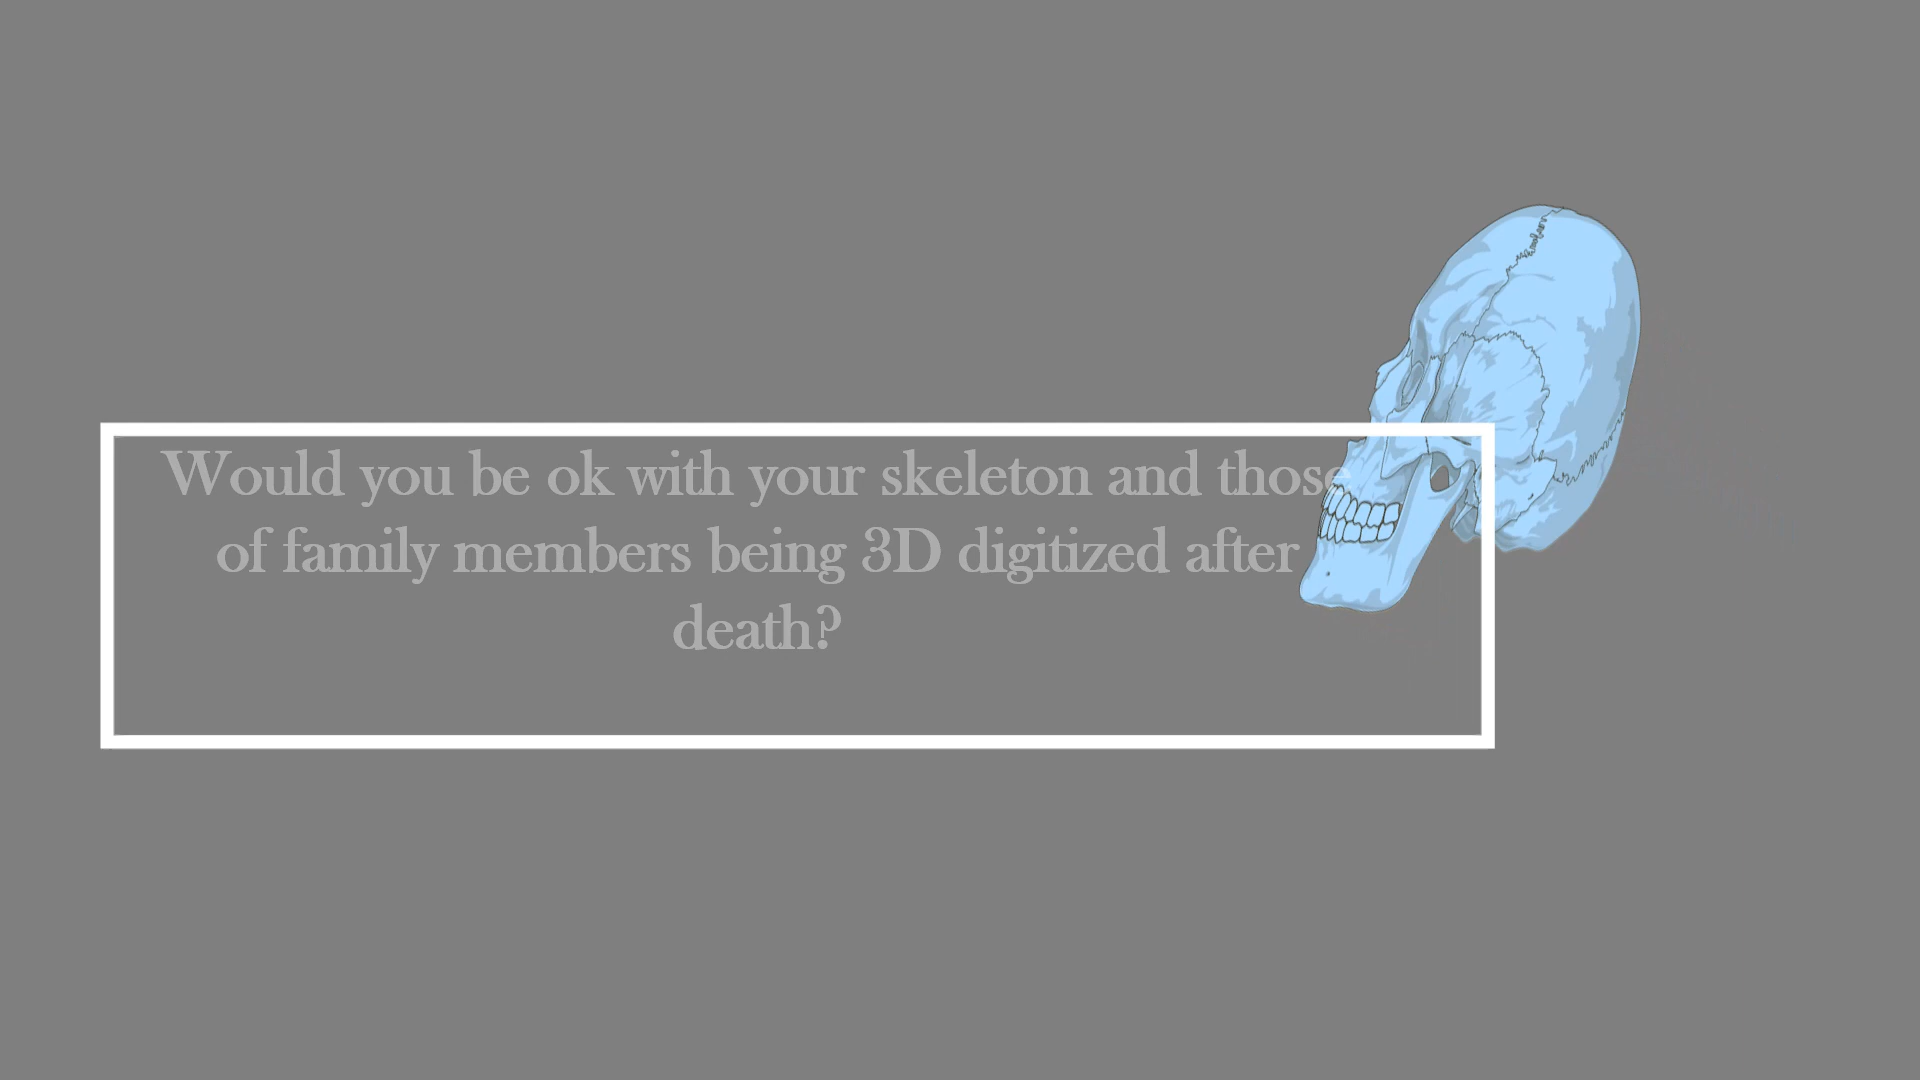 Would you be ok with your skeleton and those
of family members being 3D digitized after
death?